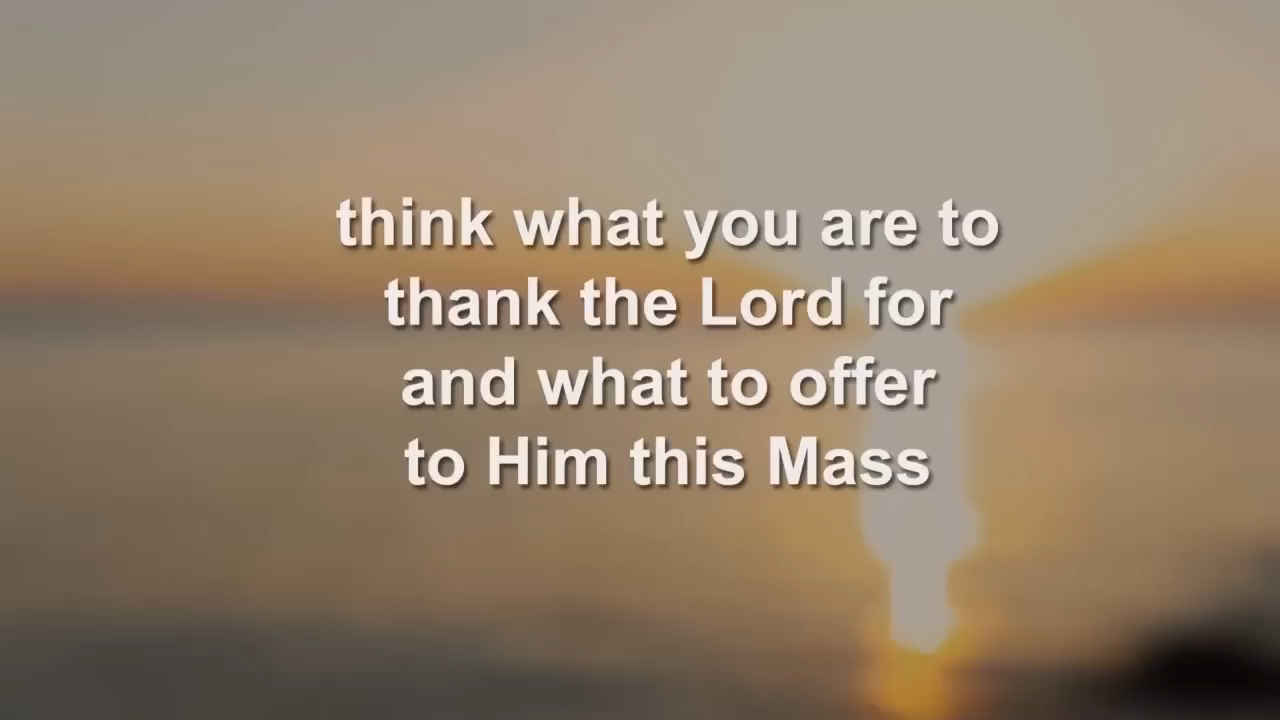 think what you are to
thank the Lord for
and what to offer
to Him this Mass